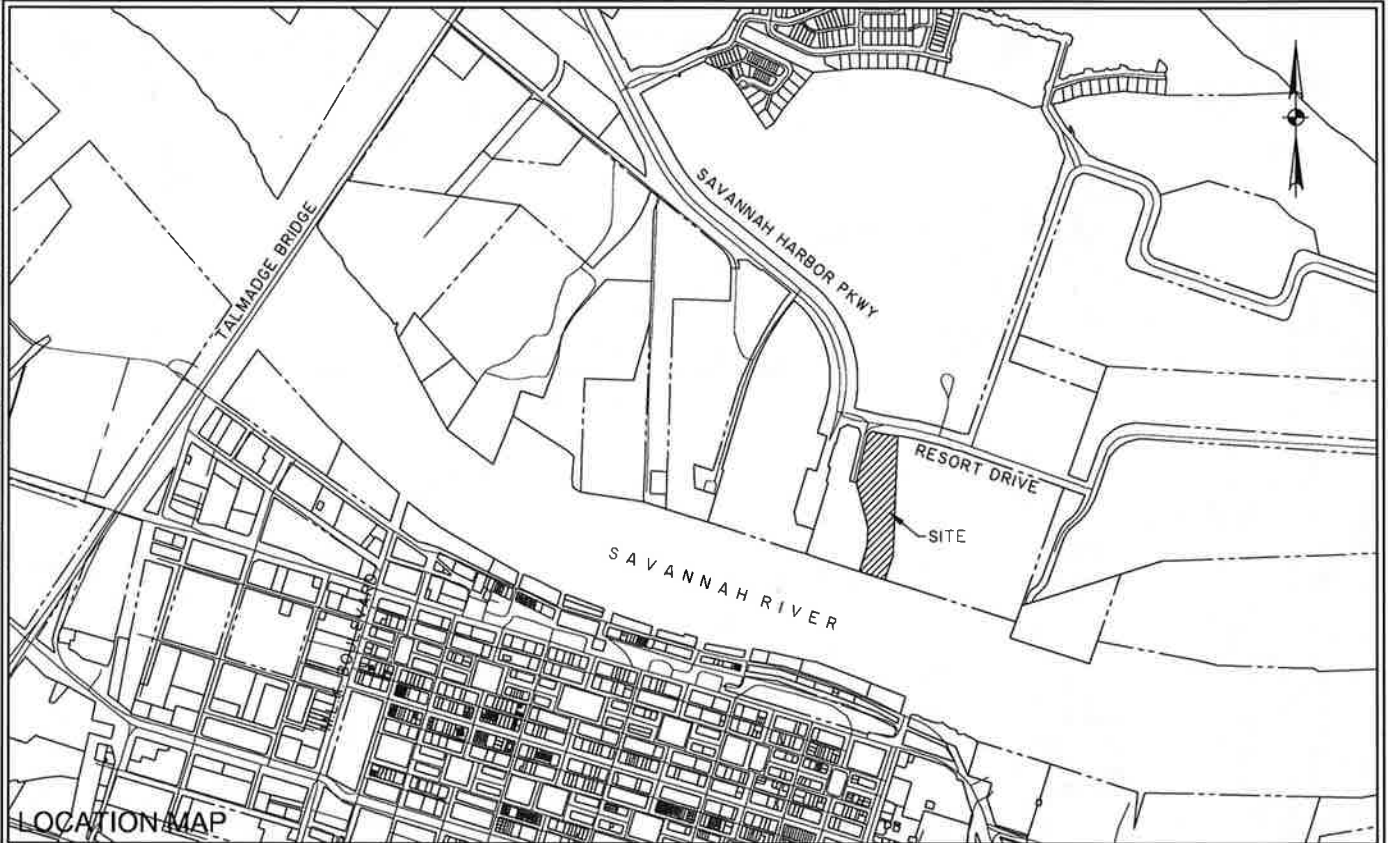 SAVANNAH HARBOR PKWY
TALMADGE BRIDGE
RESORT DRIVE
SITE
SAVANNAH RIVER
LOCATION MAP